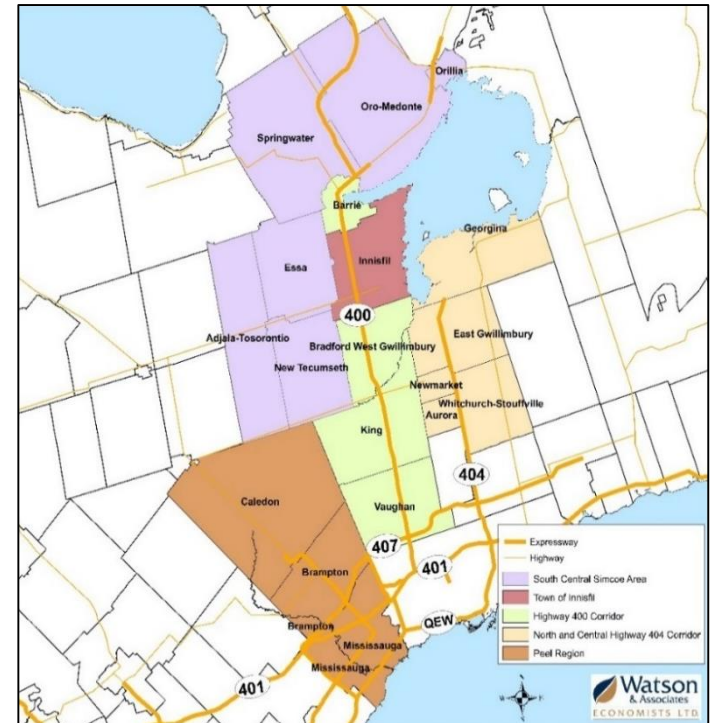 Orillia
Oro-Medonte
Springwater
Barrie
Georgina
Innisfil
Essa
400
Adjala-Tosorontio
East Gwillimbury
Bradford West Gwillimbury
New Tecumseth
Newmarket
Whitchurch-Stouffville
Aurora
King
404
Caledon
Vaughan
407
401
Brampton
QEW
Brampton
Mississauga
Mississauga
401
Expressway
Highway
South Central Simcoe Area
Town of Innisfil
Highway 400 Corridor
North and Central Highway 404 Corridor
Peel Region
Watson
& Associates
ECONOMISTS LTD